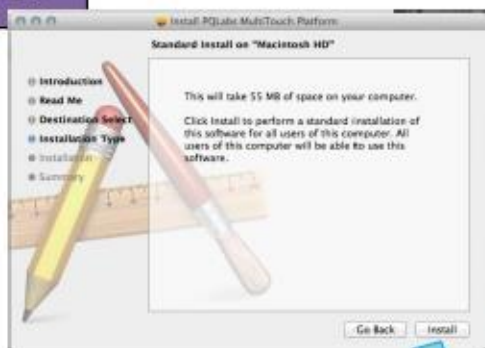 Install PQLabs MultiTouch Platform
Standard Install on "Macintosh HD"
Introduction
Read Me
Destination Select
Installation Type
Installation
Summary
This will take 55 MB of space on your computer.
Click Install to perform a standard installation of
this software for all users of this computer. All
users of this computer will be able to use this
software.
Go Back
Install